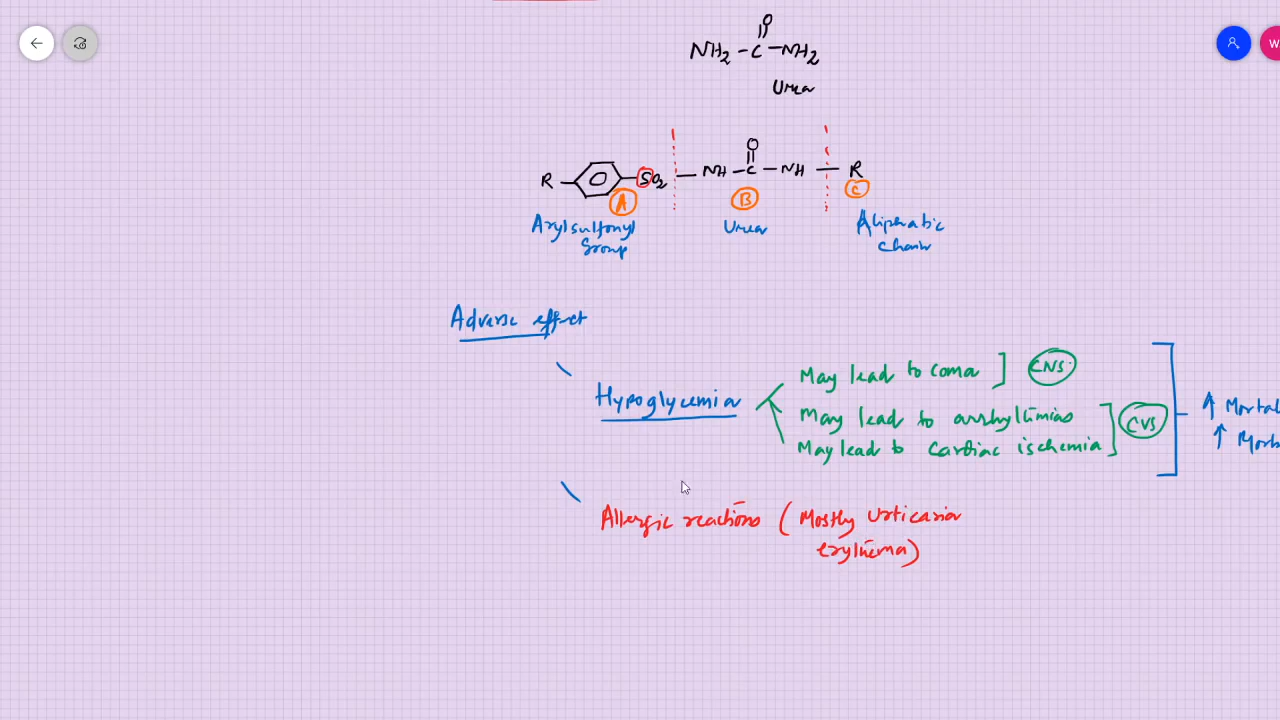 O
NH2 - C - NH2
Urea
O
R - SO2 - NH - C - NH - R
A B C
Arylsulfonyl Group
Urea
Aliphatic Chain
Adverse effect
Hypoglycemia
May lead to coma] CNS
May lead to arrhythmias
May lead to cardiac ischemia] CVS
↑ Mortal
↑ Morb
Allergic reactions (Mostly Urticaria
erythema)
W